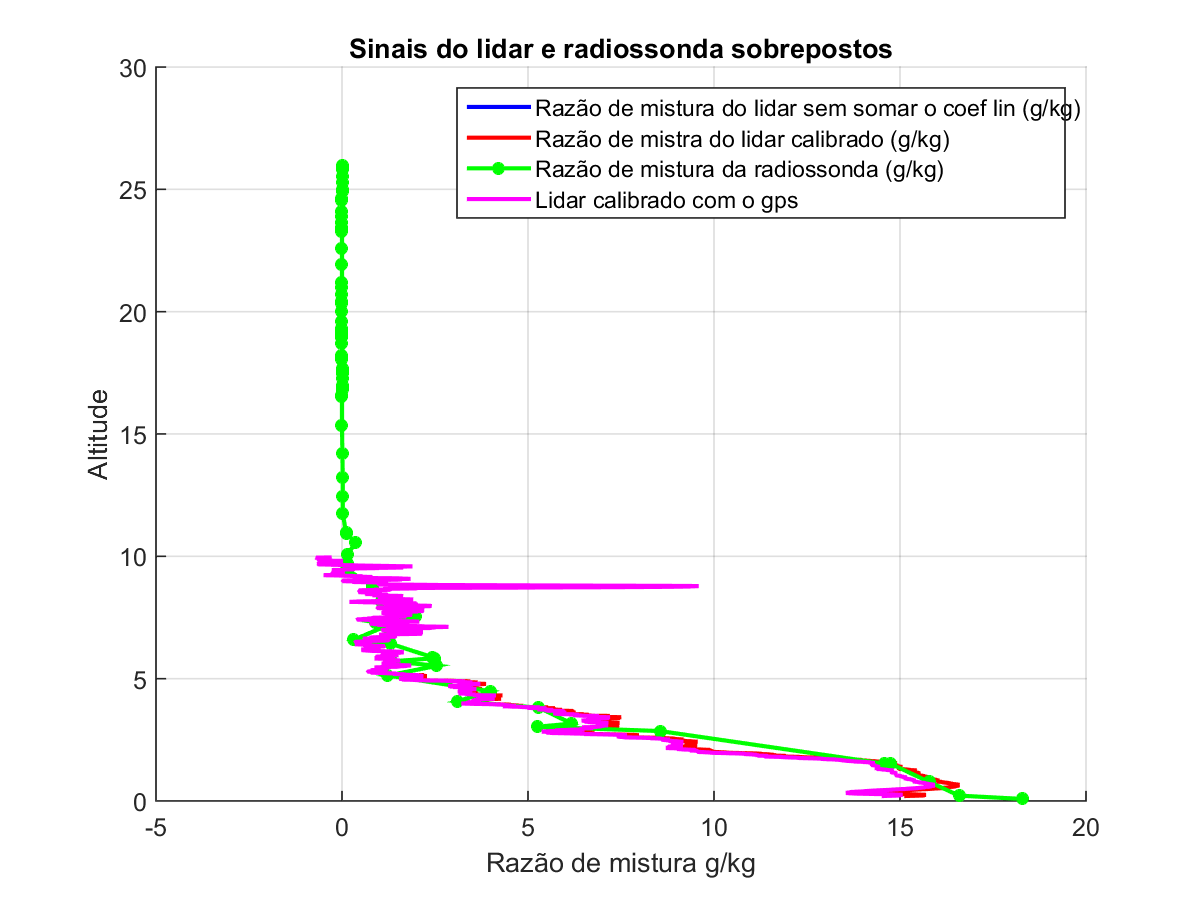 Sinais do lidar e radiossonda sobrepostos
30
25
20
15
10
5
0
Altitude
Razão de mistura do lidar sem somar o coef lin (g/kg)
Razão de mistra do lidar calibrado (g/kg)
Razão de mistura da radiossonda (g/kg)
Lidar calibrado com o gps
-5 0 5 10 15 20
Razão de mistura g/kg